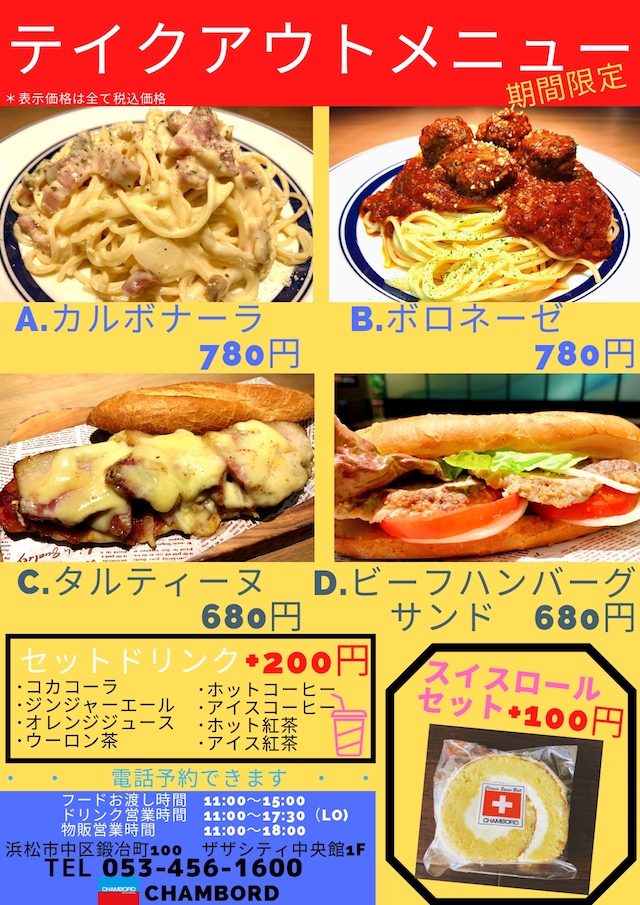 テイクアウトメニュー
期間限定
＊表示価格は全て税込価格
A.カルボナーラ
780円
B.ボロネーゼ
780円
C.タルティーヌ
680円
D.ビーフハンバーグ
サンド 680円
セットドリンク+200円
・コカコーラ
・ジンジャーエール
・オレンジジュース
・ウーロン茶
・ホットコーヒー
・アイスコーヒー
・ホット紅茶
・アイス紅茶
スイスロール
セット+100円
CHAMBORD
・ ・ 電話予約できます ・ ・
フードお渡し時間 11:00〜15:00
ドリンク営業時間 11:00〜17:30（LO）
物販営業時間 11:00〜18:00
浜松市中区鍛冶町100 ザザシティ中央館1F
TEL 053-456-1600
CHAMBORD
CHAMBORD